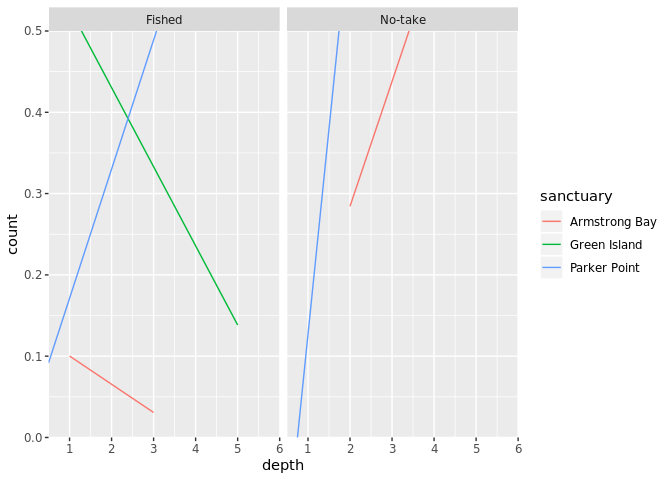 Fished No-take
0.5
0.4
0.3
0.2
0.1
0.0
count
1 2 3 4 5 6 1 2 3 4 5 6
depth
sanctuary
Armstrong Bay
Green Island
Parker Point